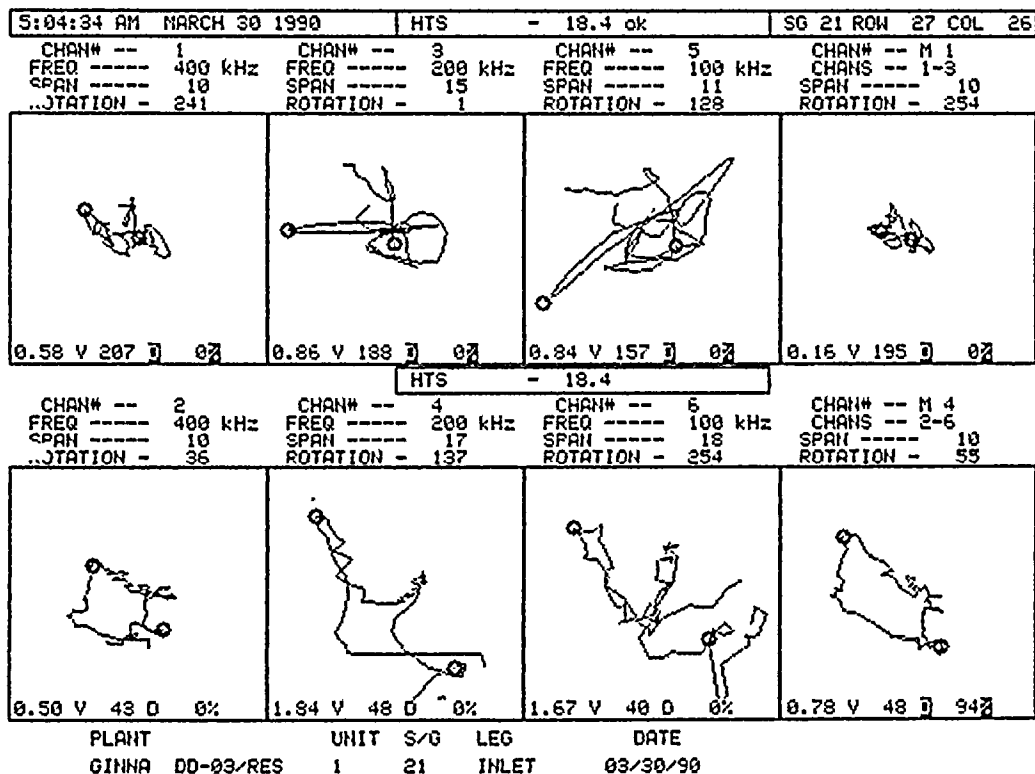 5:04:34 AM MARCH 30 1990 HTS - 18.4 ok SG 21 ROW 27 COL 26
CHAN# -- 1 CHAN# -- 3 CHAN# -- 5 CHAN# -- M 1
FREQ ----- 400 kHz FREQ ----- 200 kHz FREQ ----- 100 kHz CHANS -- 1-3
SPAN ----- 10 SPAN ----- 15 SPAN ----- 11 SPAN ----- 10
..OTATION - 241 ROTATION - 1 ROTATION - 128 ROTATION - 254
0.58 V 207 D 0% 0.86 V 188 D 0% 0.84 V 157 D 0% 0.16 V 195 D 0%
HTS - 18.4
CHAN# -- 2 CHAN# -- 4 CHAN# -- 6 CHAN# -- M 4
FREQ ----- 400 kHz FREQ ----- 200 kHz FREQ ----- 100 kHz CHANS -- 2-6
SPAN ----- 10 SPAN ----- 17 SPAN ----- 18 SPAN ----- 10
..OTATION - 36 ROTATION - 137 ROTATION - 254 ROTATION - 55
0.50 V 43 D 0% 1.84 V 48 D 0% 1.67 V 40 D 0% 0.78 V 48 D 94%
PLANT UNIT S/G LEG DATE
GINNA DD-03/RES 1 21 INLET 03/30/90